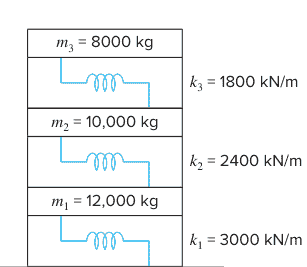 m₃ = 8000 kg
k₃ = 1800 kN/m
m₂ = 10,000 kg
k₂ = 2400 kN/m
m₁ = 12,000 kg
k₁ = 3000 kN/m